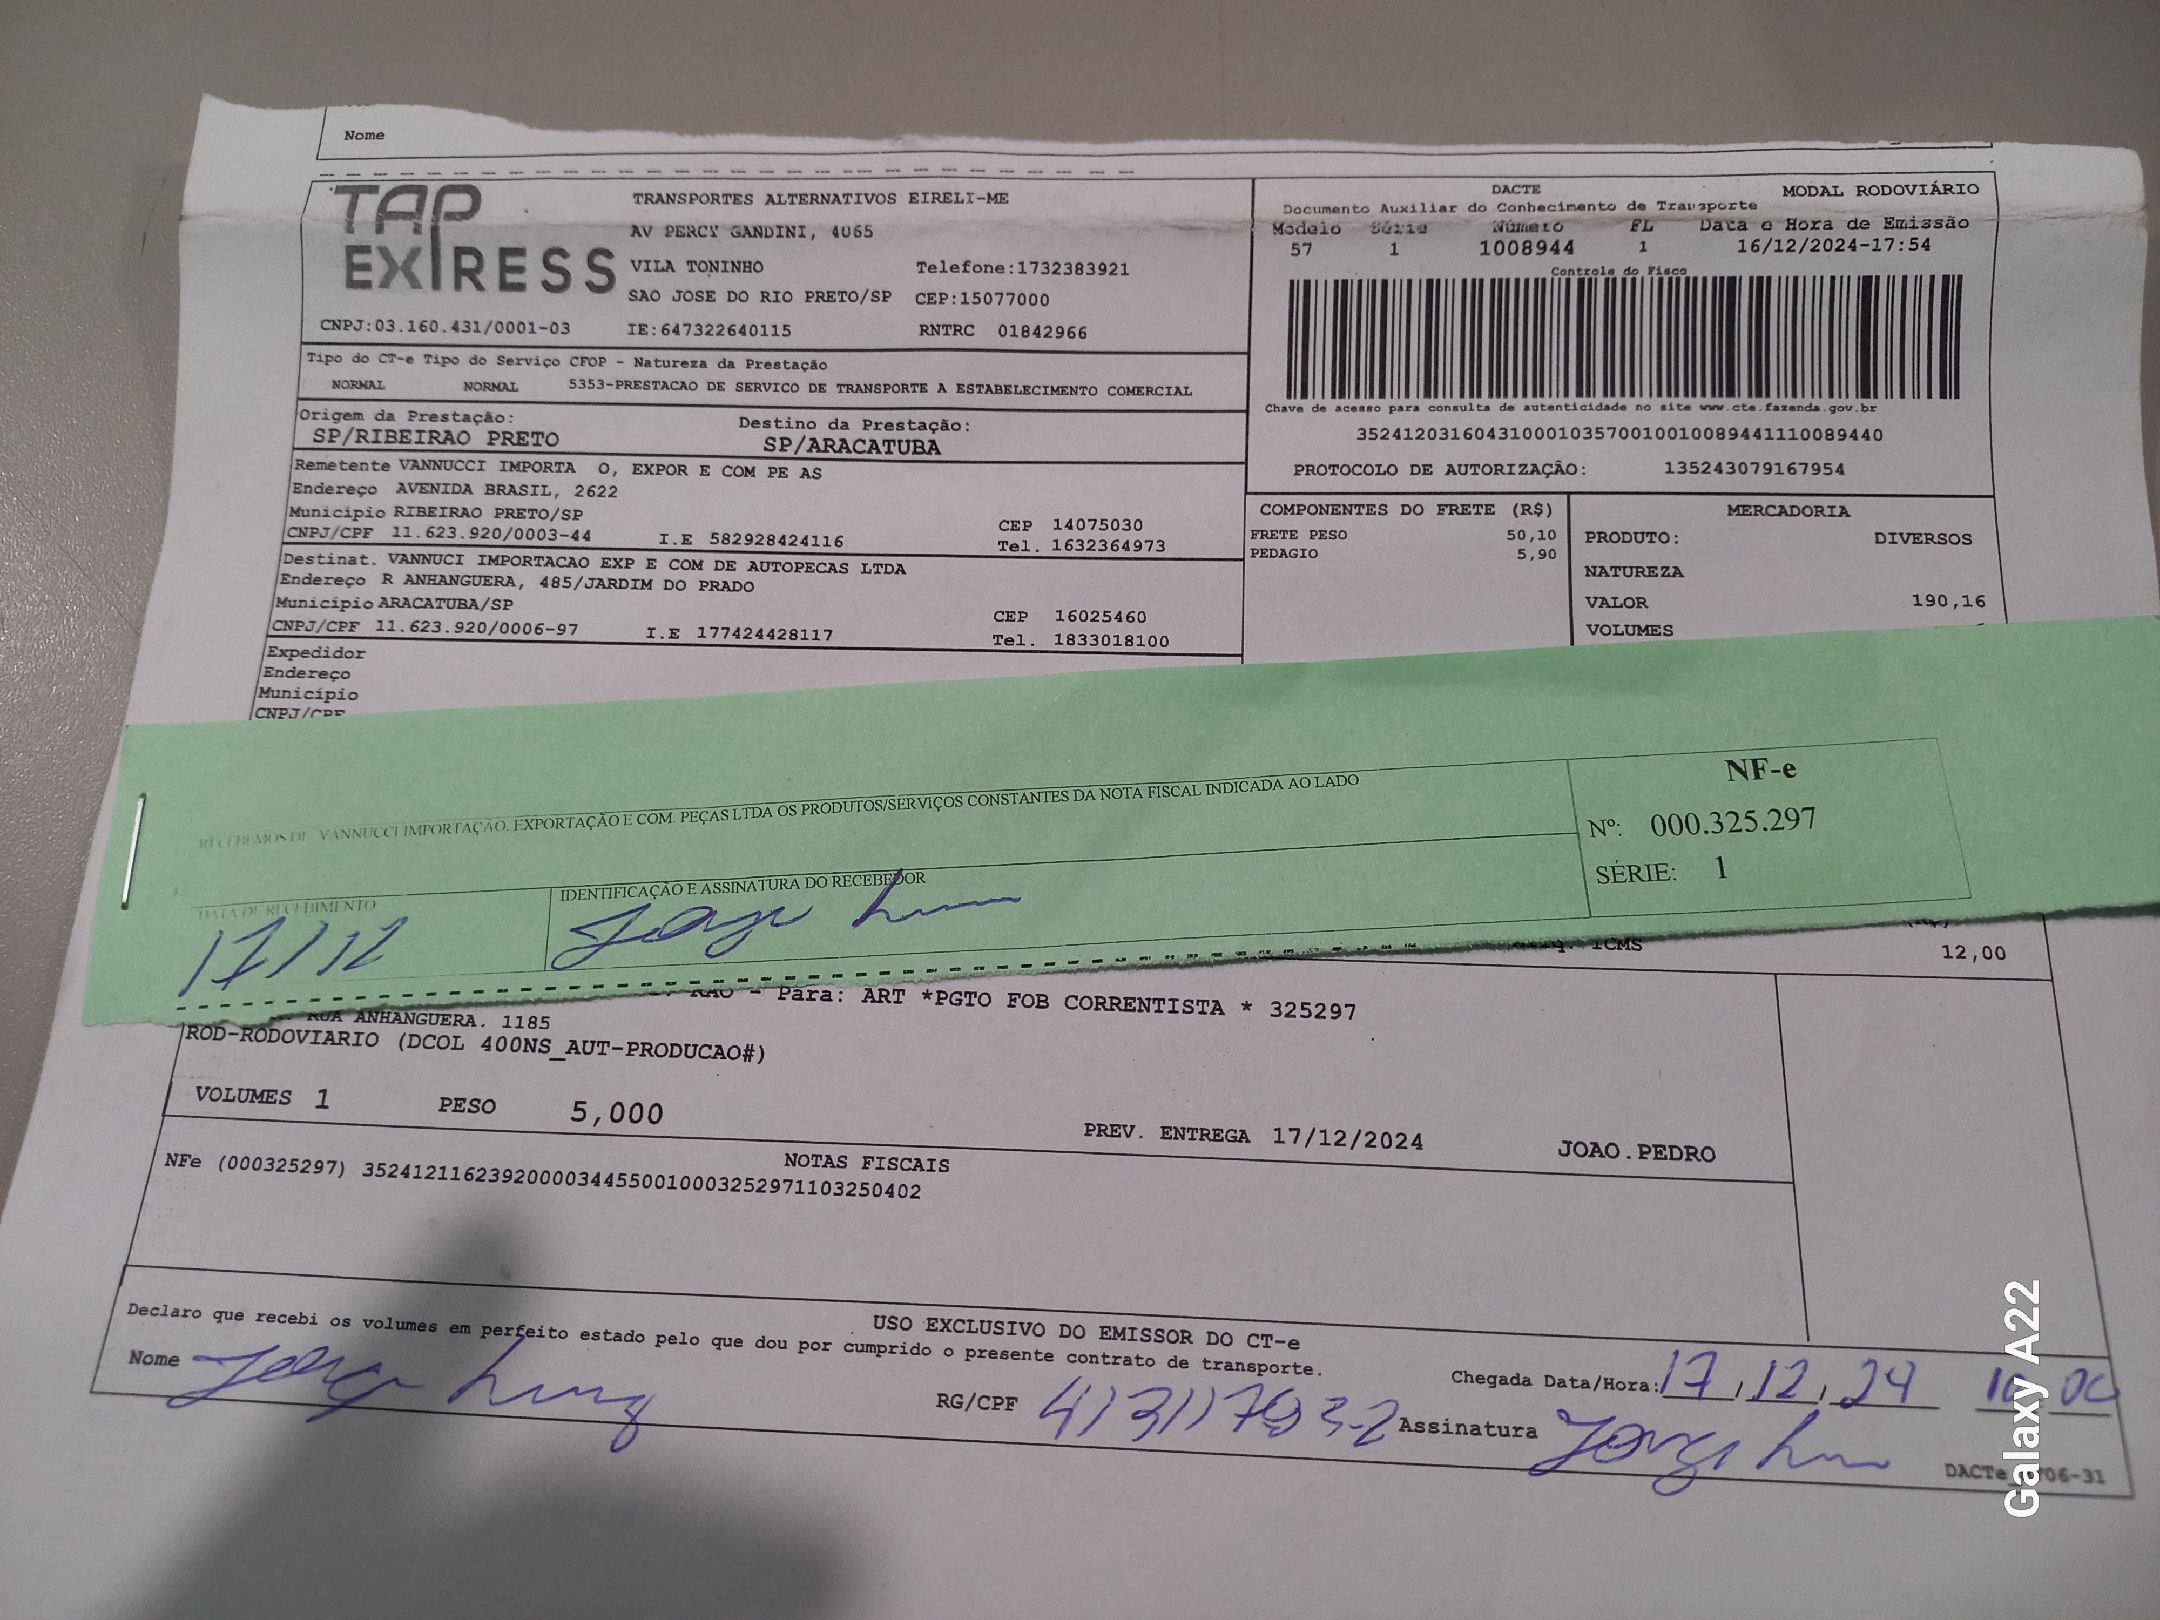 Nome
TAP EXPRESS
TRANSPORTES ALTERNATIVOS EIRELI-ME
AV PERCY GANDINI, 4065
VILA TONINHO Telefone:1732383921
SAO JOSE DO RIO PRETO/SP CEP:15077000
CNPJ:03.160.431/0001-03 IE:647322640115 RNTRC 01842966
DACTE MODAL RODOVIÁRIO
Documento Auxiliar do Conhecimento de Transporte
Modelo Série Número FL Data e Hora de Emissão
57 1 1008944 1 16/12/2024-17:54
Controle do Fisco
Chave de acesso para consulta de autenticidade no site www.cte.fazenda.gov.br
35241203160431000103570010010089441110089440
PROTOCOLO DE AUTORIZAÇÃO: 135243079167954
Tipo do CT-e Tipo do Serviço CFOP - Natureza da Prestação
NORMAL NORMAL 5353-PRESTACAO DE SERVICO DE TRANSPORTE A ESTABELECIMENTO COMERCIAL
Origem da Prestação: Destino da Prestação:
SP/RIBEIRAO PRETO SP/ARACATUBA
Remetente VANNUCCI IMPORTA O, EXPOR E COM PE AS
Endereço AVENIDA BRASIL, 2622
Município RIBEIRAO PRETO/SP CEP 14075030
CNPJ/CPF 11.623.920/0003-44 I.E 582928424116 Tel. 1632364973
Destinat. VANNUCI IMPORTACAO EXP E COM DE AUTOPECAS LTDA
Endereço R ANHANGUERA, 485/JARDIM DO PRADO
Município ARACATUBA/SP CEP 16025460
CNPJ/CPF 11.623.920/0006-97 I.E 177424428117 Tel. 1833018100
Expedidor
Endereço
Município
CNPJ/CPF
COMPONENTES DO FRETE (R$)
FRETE PESO 50,10
PEDAGIO 5,90
MERCADORIA
PRODUTO: DIVERSOS
NATUREZA
VALOR 190,16
VOLUMES
RECEBEMOS DE VANNUCCI IMPORTAÇÃO, EXPORTAÇÃO E COM. PEÇAS LTDA OS PRODUTOS/SERVIÇOS CONSTANTES DA NOTA FISCAL INDICADA AO LADO
NF-e
Nº: 000.325.297
SÉRIE: 1
DATA DE RECEBIMENTO IDENTIFICAÇÃO E ASSINATURA DO RECEBEDOR
17/12
ICMS
12,00
- Para: ART *PGTO FOB CORRENTISTA * 325297
RUA ANHANGUERA. 1185
ROD-RODOVIARIO (DCOL 400NS_AUT-PRODUCAO#)
VOLUMES 1 PESO 5,000
PREV. ENTREGA 17/12/2024 JOAO.PEDRO
NOTAS FISCAIS
NFe (000325297) 35241211623920000344550010003252971103250402
USO EXCLUSIVO DO EMISSOR DO CT-e
Declaro que recebi os volumes em perfeito estado pelo que dou por cumprido o presente contrato de transporte.
Nome RG/CPF Assinatura
Chegada Data/Hora: 17, 12, 24
Galaxy A22